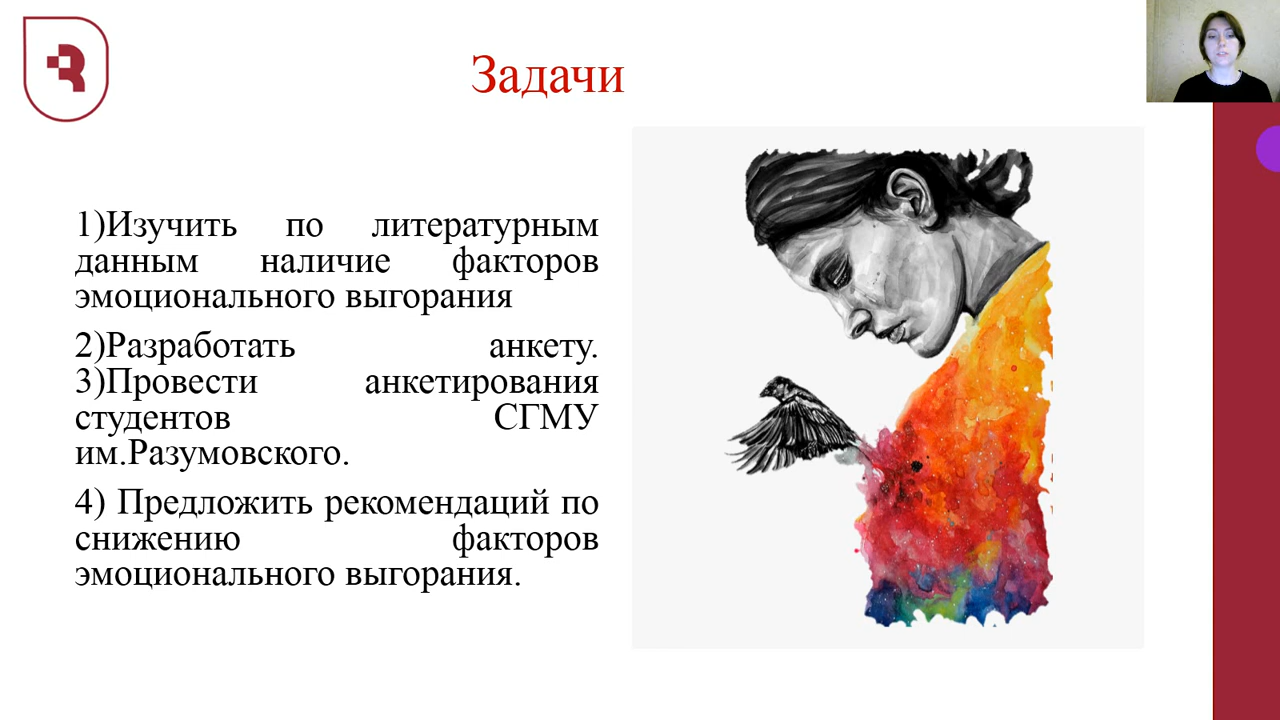 Задачи
1)Изучить по литературным
данным наличие факторов
эмоционального выгорания
2)Разработать анкету.
3)Провести анкетирования
студентов СГМУ
им.Разумовского.
4) Предложить рекомендаций по
снижению факторов
эмоционального выгорания.